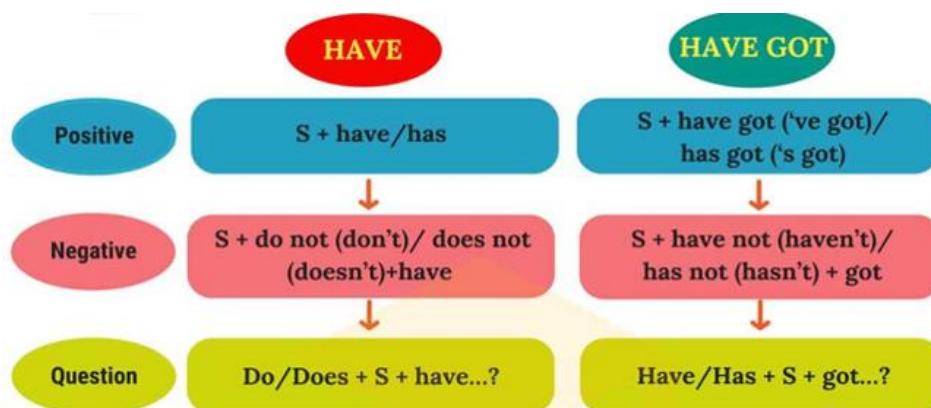 HAVE
HAVE GOT
Positive
S + have/has
S + have got (‘ve got)/
has got (‘s got)
Negative
S + do not (don’t)/ does not
(doesn’t)+have
S + have not (haven’t)/
has not (hasn’t) + got
Question
Do/Does + S + have...?
Have/Has + S + got...?